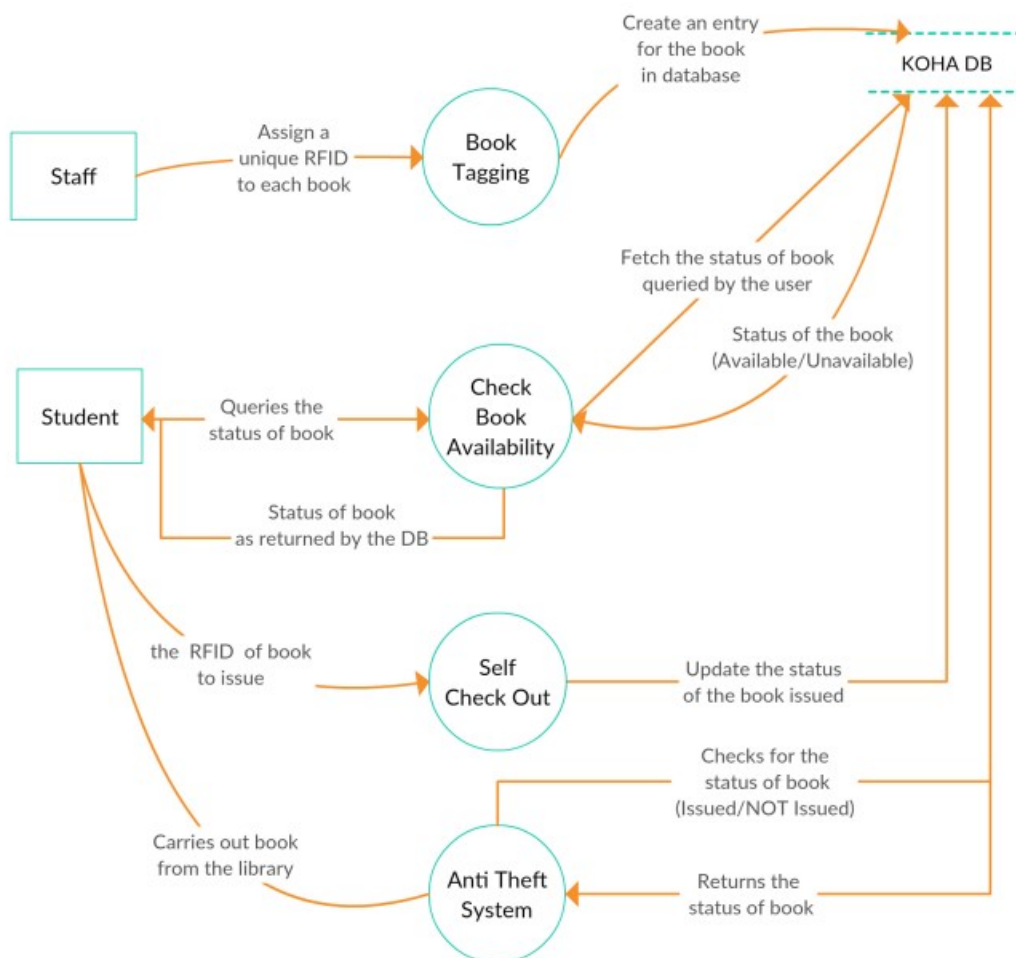 Create an entry
for the book
in database
KOHA DB
Staff
Assign a
unique RFID
to each book
Book
Tagging
Fetch the status of book
queried by the user
Status of the book
(Available/Unavailable)
Student
Queries the
status of book
Check
Book
Availability
Status of book
as returned by the DB
the RFID of book
to issue
Self
Check Out
Update the status
of the book issued
Checks for the
status of book
(Issued/NOT Issued)
Carries out book
from the library
Anti Theft
System
Returns the
status of book